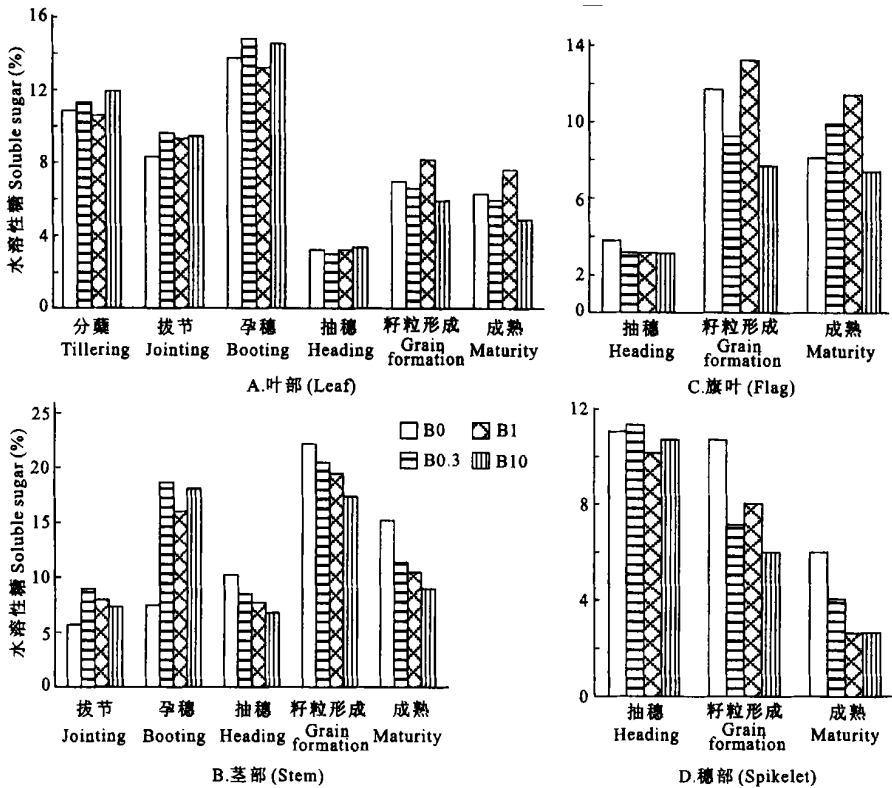 水溶性糖 Soluble sugar (%)
16
12
8
4
0
分蘖 拔节 孕穗 抽穗 籽粒形成 成熟
Tillering Jointing Booting Heading Grain formation Maturity
A.叶部 (Leaf)
14
10
6
2
0
抽穗 籽粒形成 成熟
Heading Grain formation Maturity
C.旗叶 (Flag)
水溶性糖 Soluble sugar (%)
25
20
15
10
5
0
B0 B1
B0.3 B10
拔节 孕穗 抽穗 籽粒形成 成熟
Jointing Booting Heading Grain formation Maturity
B.茎部 (Stem)
12
8
4
0
抽穗 籽粒形成 成熟
Heading Grain formation Maturity
D.穗部 (Spikelet)